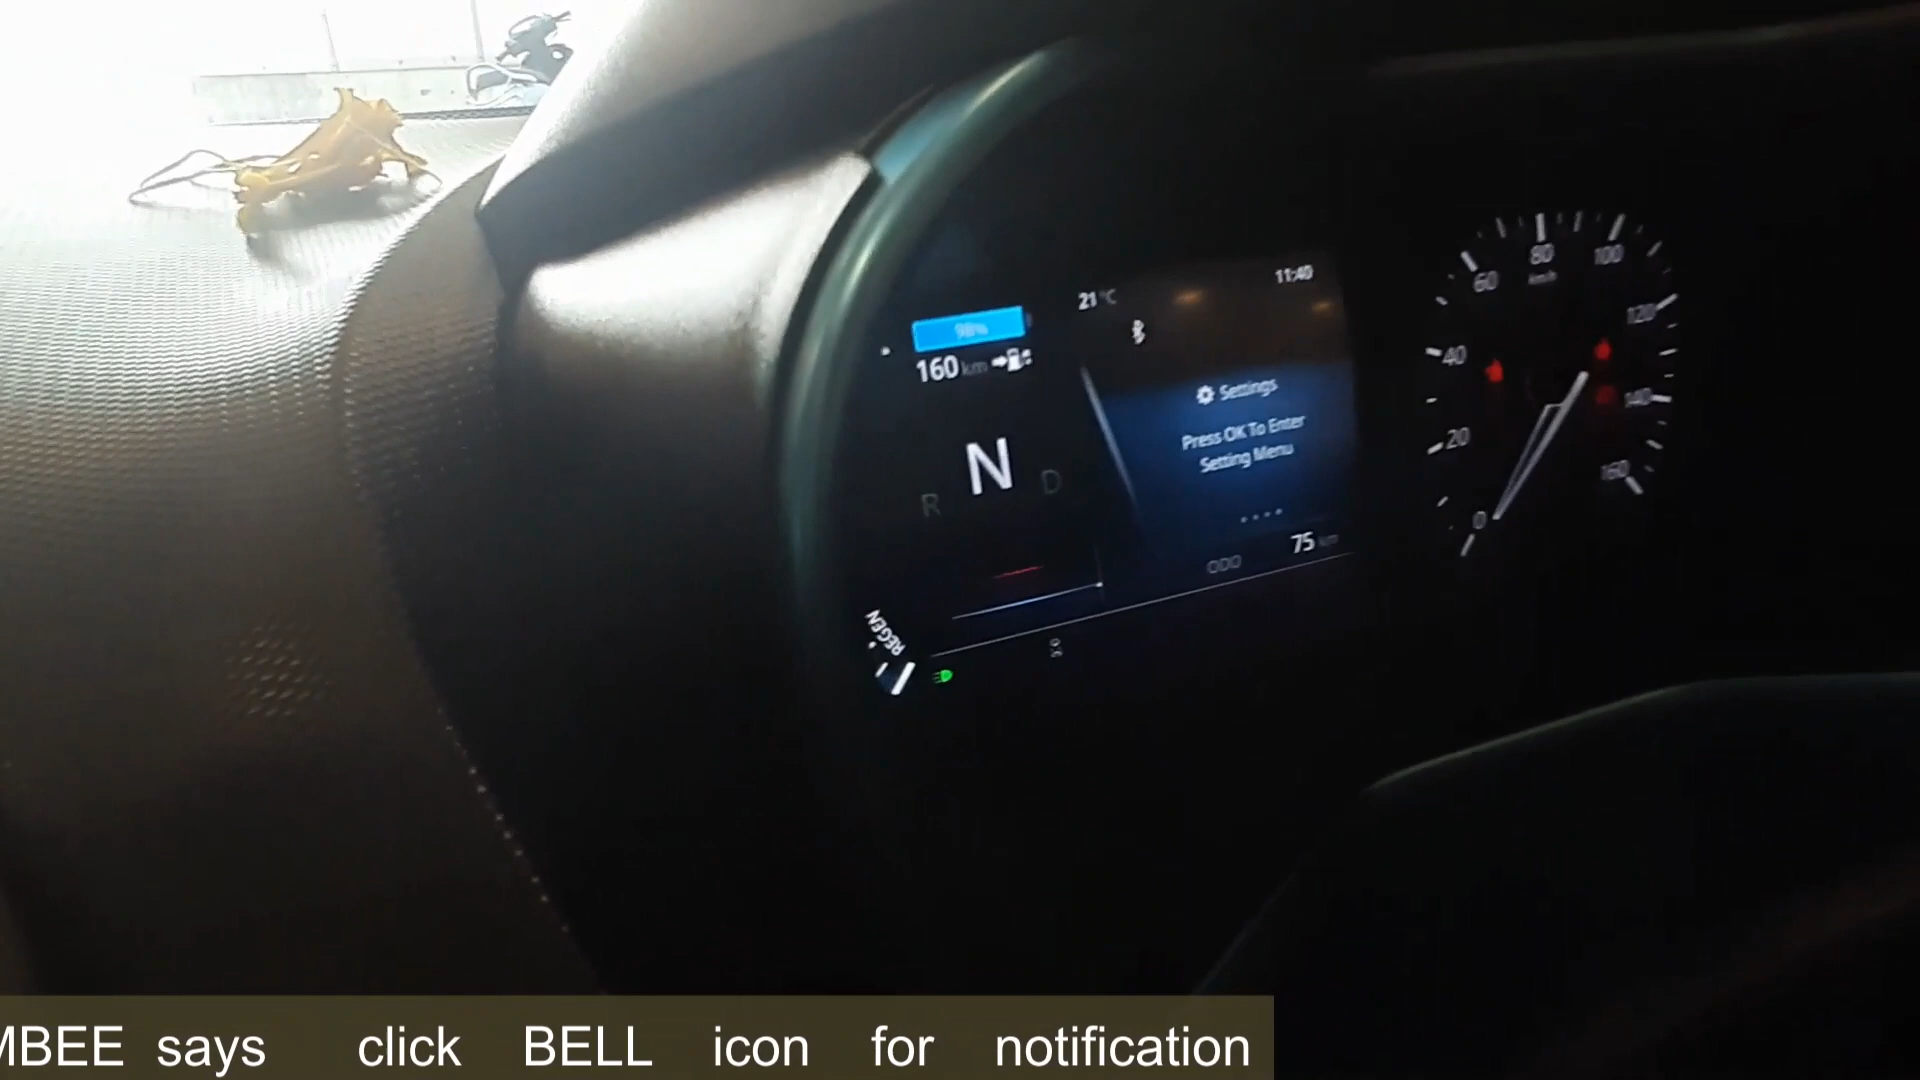 21°C
11:40
98%
160 km
Settings
Press OK To Enter
Setting Menu
R N D
75 km
ODO
REGEN
0 20 40 60 80 100 120 140 160
km/h
MBEE says click BELL icon for notification